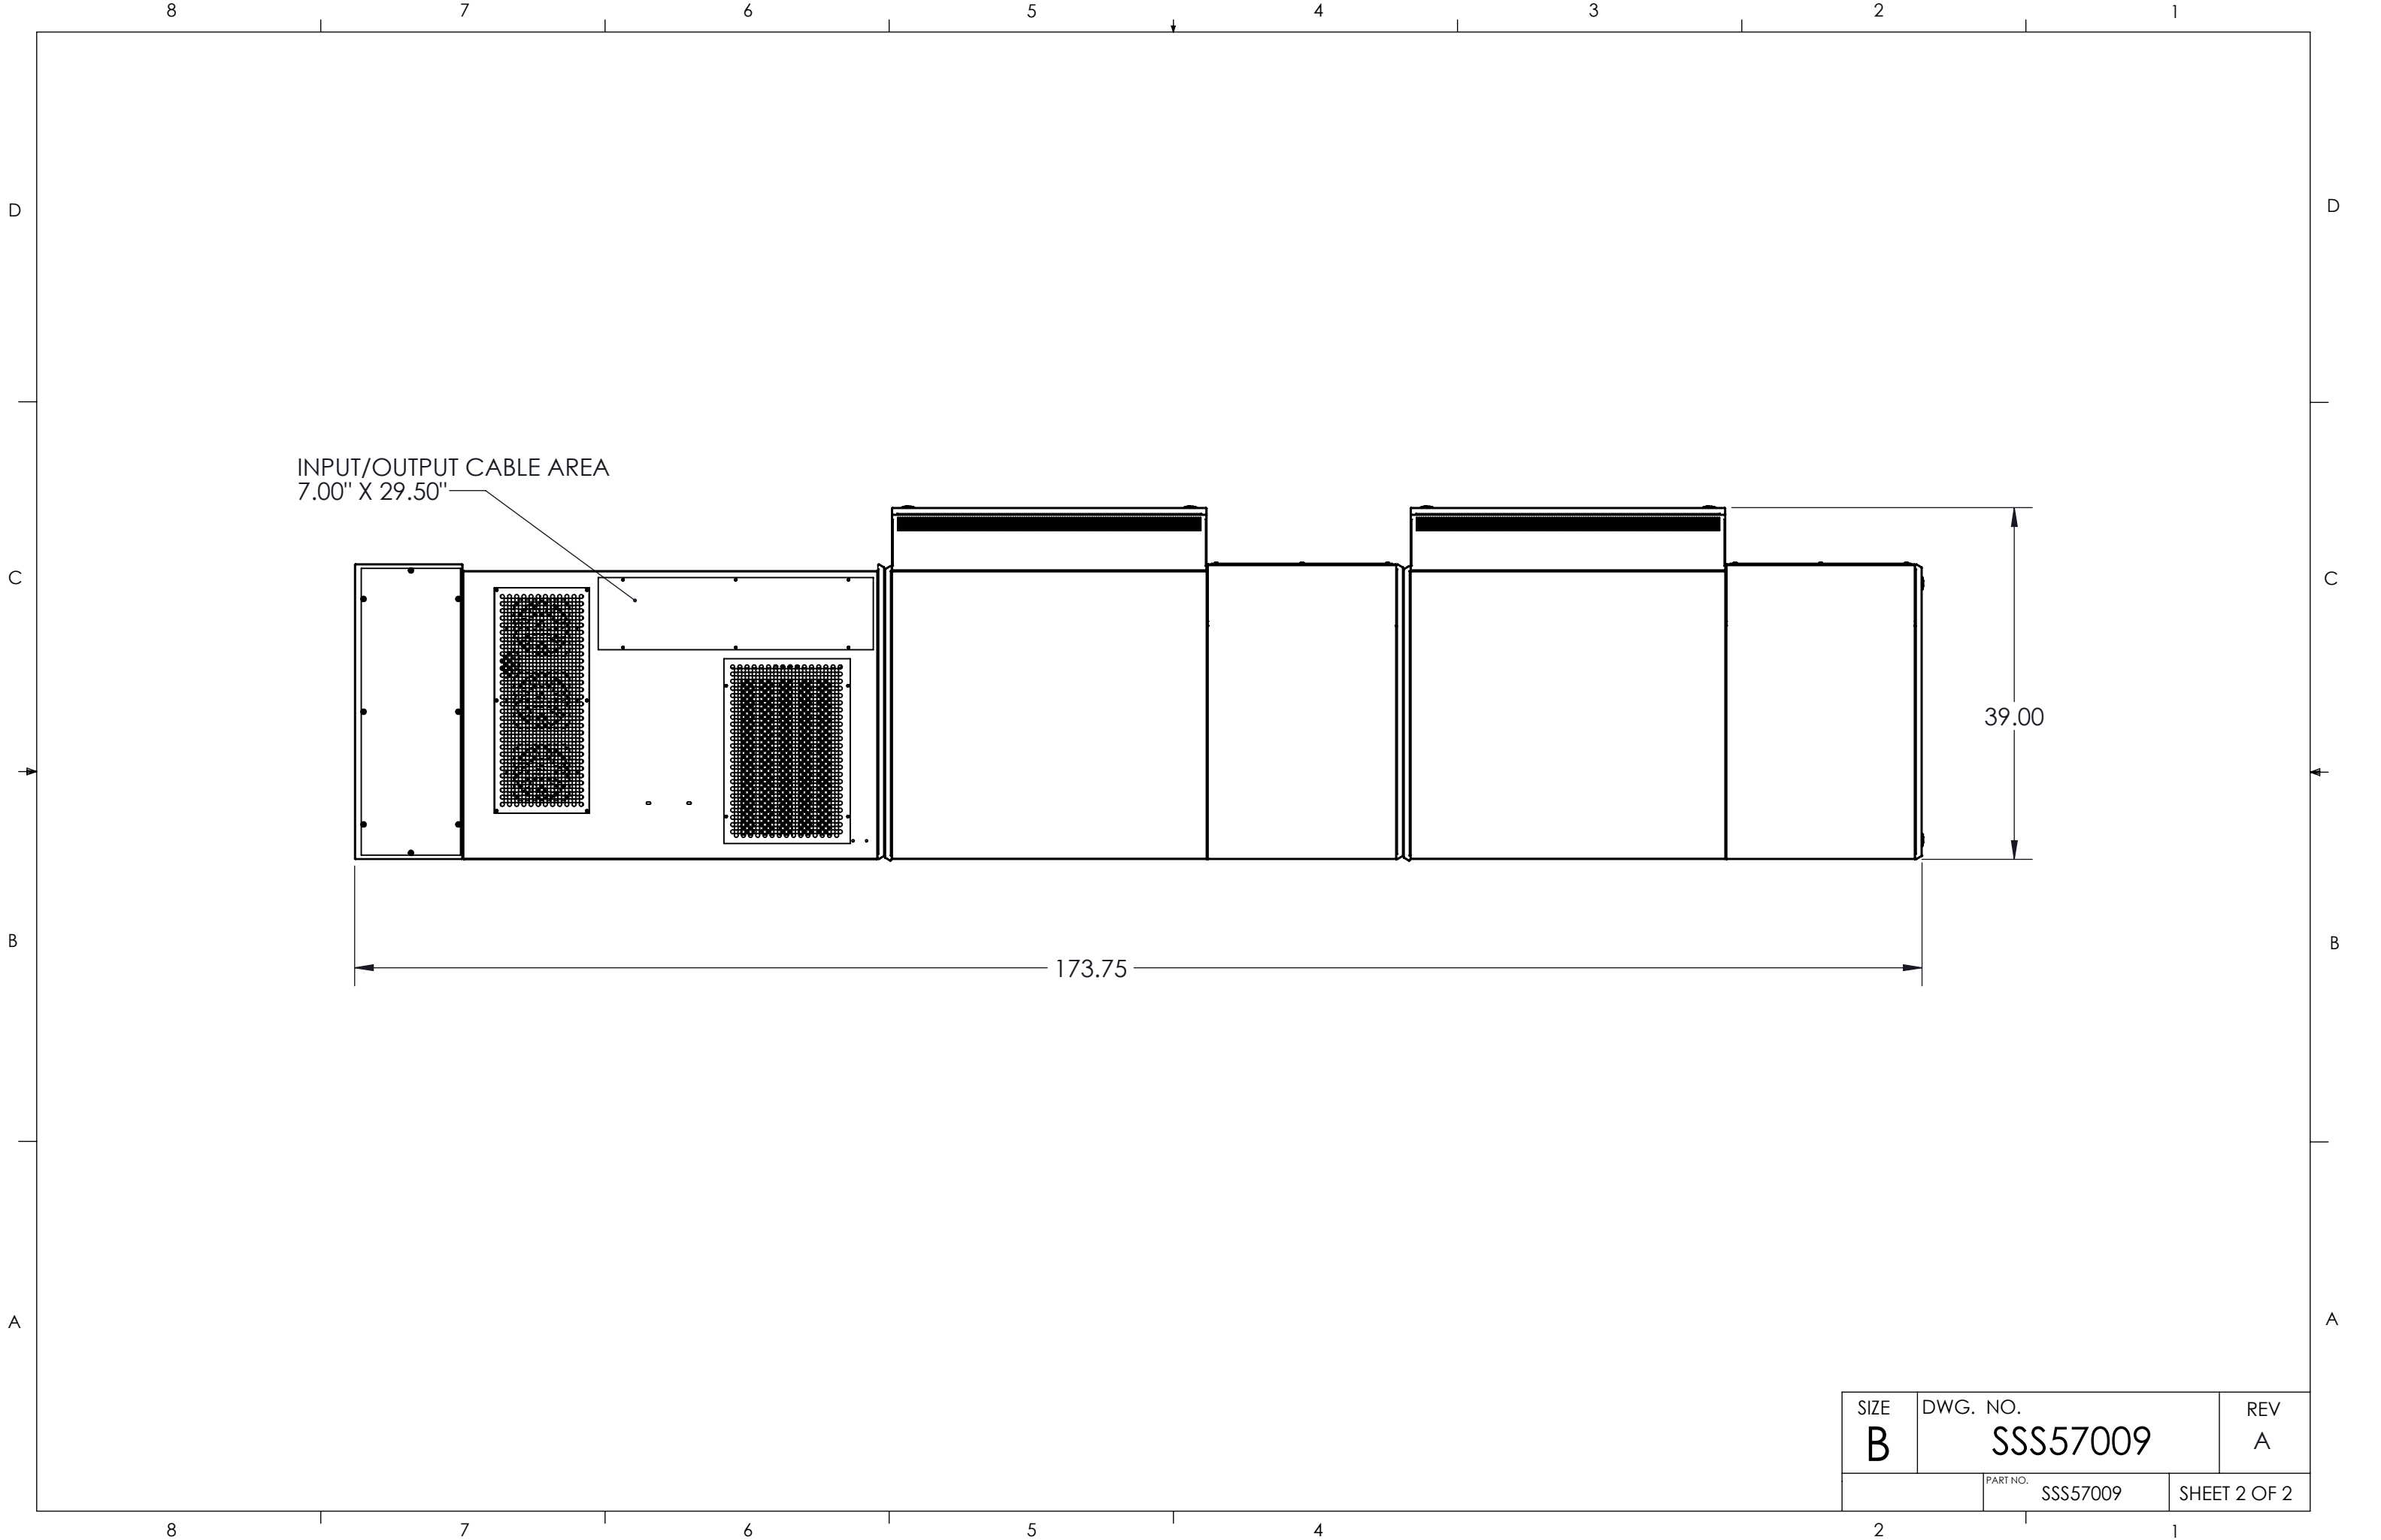 8 7 6 5 4 3 2 1
D D
INPUT/OUTPUT CABLE AREA
7.00" X 29.50"
C C
39.00
B B
173.75
A A
SIZE DWG. NO. REV
B SSS57009 A
PART NO. SSS57009 SHEET 2 OF 2
8 7 6 5 4 2 1